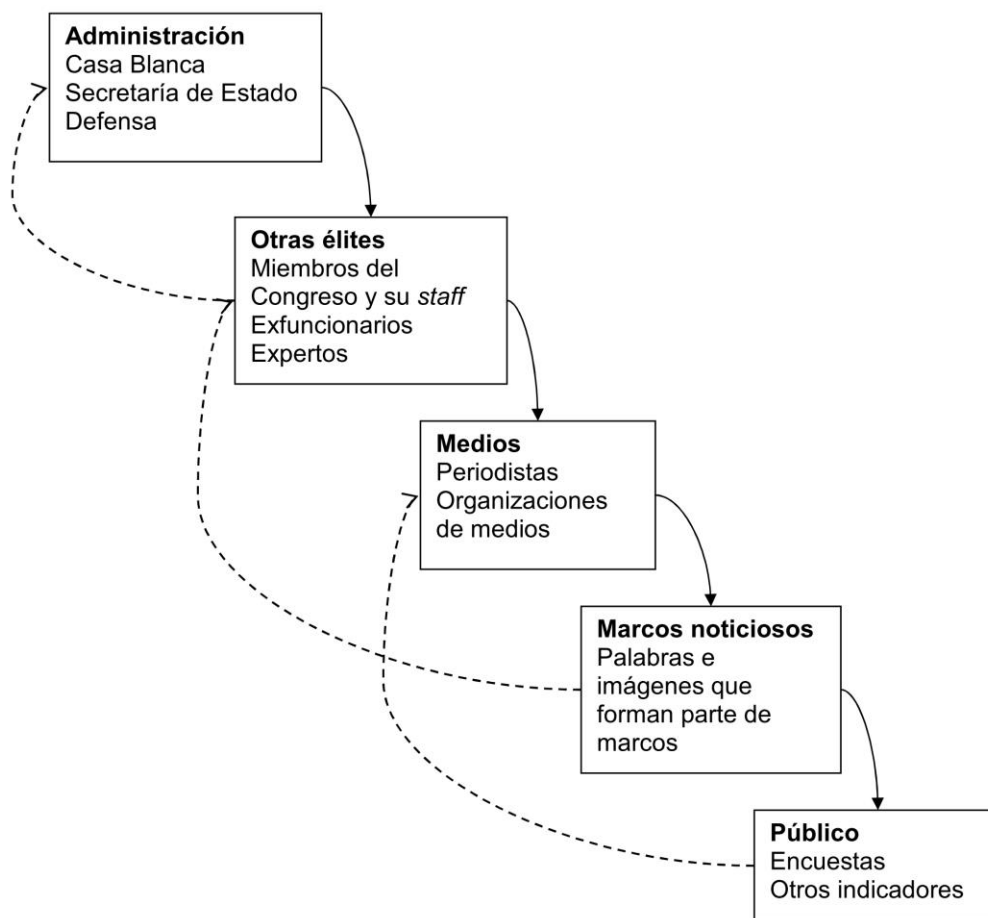 Administración
Casa Blanca
Secretaría de Estado
Defensa
Otras élites
Miembros del
Congreso y su staff
Exfuncionarios
Expertos
Medios
Periodistas
Organizaciones
de medios
Marcos noticiosos
Palabras e
imágenes que
forman parte de
marcos
Público
Encuestas
Otros indicadores